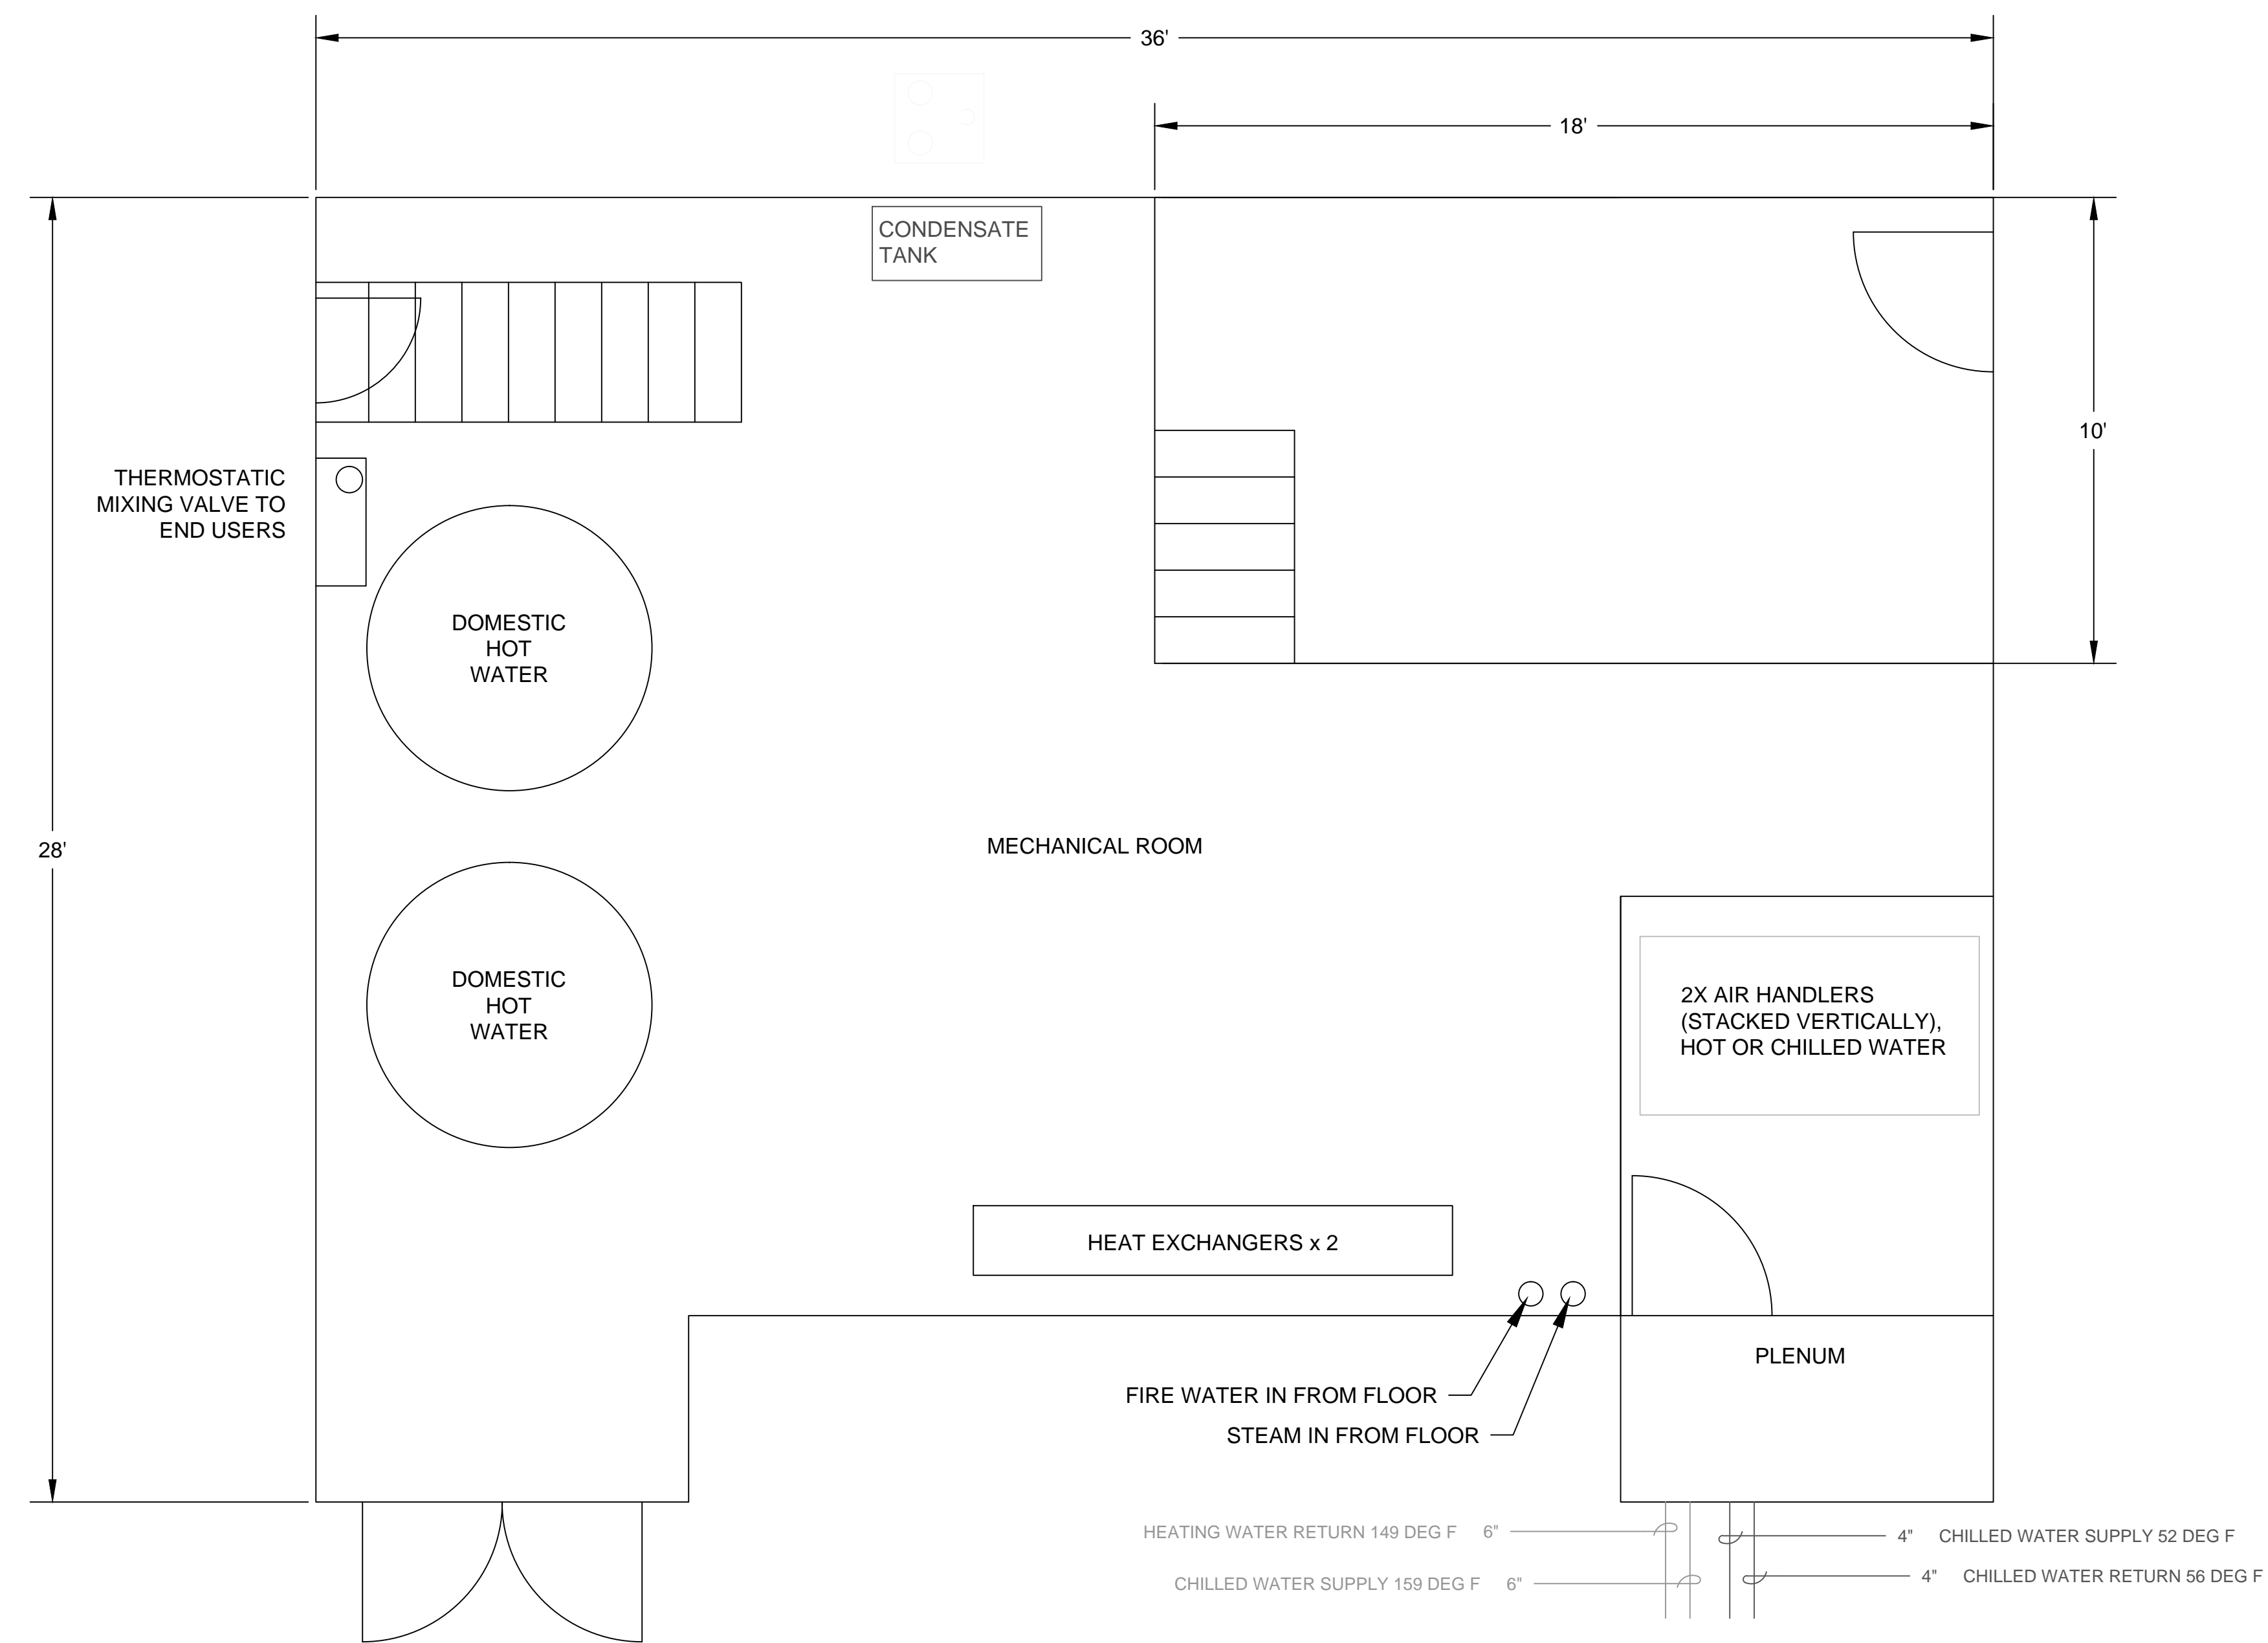 36'
18'
CONDENSATE
TANK
10'
THERMOSTATIC
MIXING VALVE TO
END USERS
DOMESTIC
HOT
WATER
28'
MECHANICAL ROOM
DOMESTIC
HOT
WATER
2X AIR HANDLERS
(STACKED VERTICALLY),
HOT OR CHILLED WATER
HEAT EXCHANGERS x 2
PLENUM
FIRE WATER IN FROM FLOOR
STEAM IN FROM FLOOR
HEATING WATER RETURN 149 DEG F 6"
4" CHILLED WATER SUPPLY 52 DEG F
CHILLED WATER SUPPLY 159 DEG F 6"
4" CHILLED WATER RETURN 56 DEG F